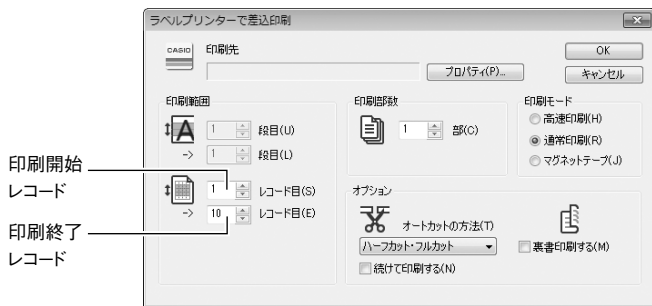 ラベルプリンターで差込印刷
CASIO
印刷先
プロパティ(P)...
OK
キャンセル
印刷範囲
1 段目(U)
-> 1 段目(L)
1 レコード目(S)
-> 10 レコード目(E)
印刷部数
1 部(C)
印刷モード
高速印刷(H)
通常印刷(R)
マグネットテープ(J)
オプション
オートカットの方法(T)
ハーフカット・フルカット
続けて印刷する(N)
裏書印刷する(M)
印刷開始
レコード
印刷終了
レコード